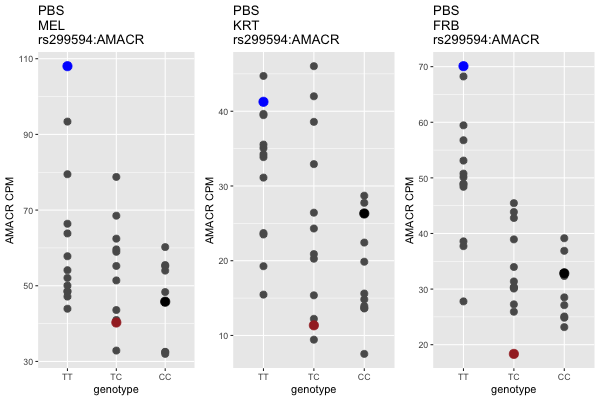 PBS
MEL
rs299594:AMACR
110
90
70
50
30
AMACR CPM
TT
TC
CC
genotype
PBS
KRT
rs299594:AMACR
40
30
20
10
AMACR CPM
TT
TC
CC
genotype
PBS
FRB
rs299594:AMACR
70
60
50
40
30
20
AMACR CPM
TT
TC
CC
genotype